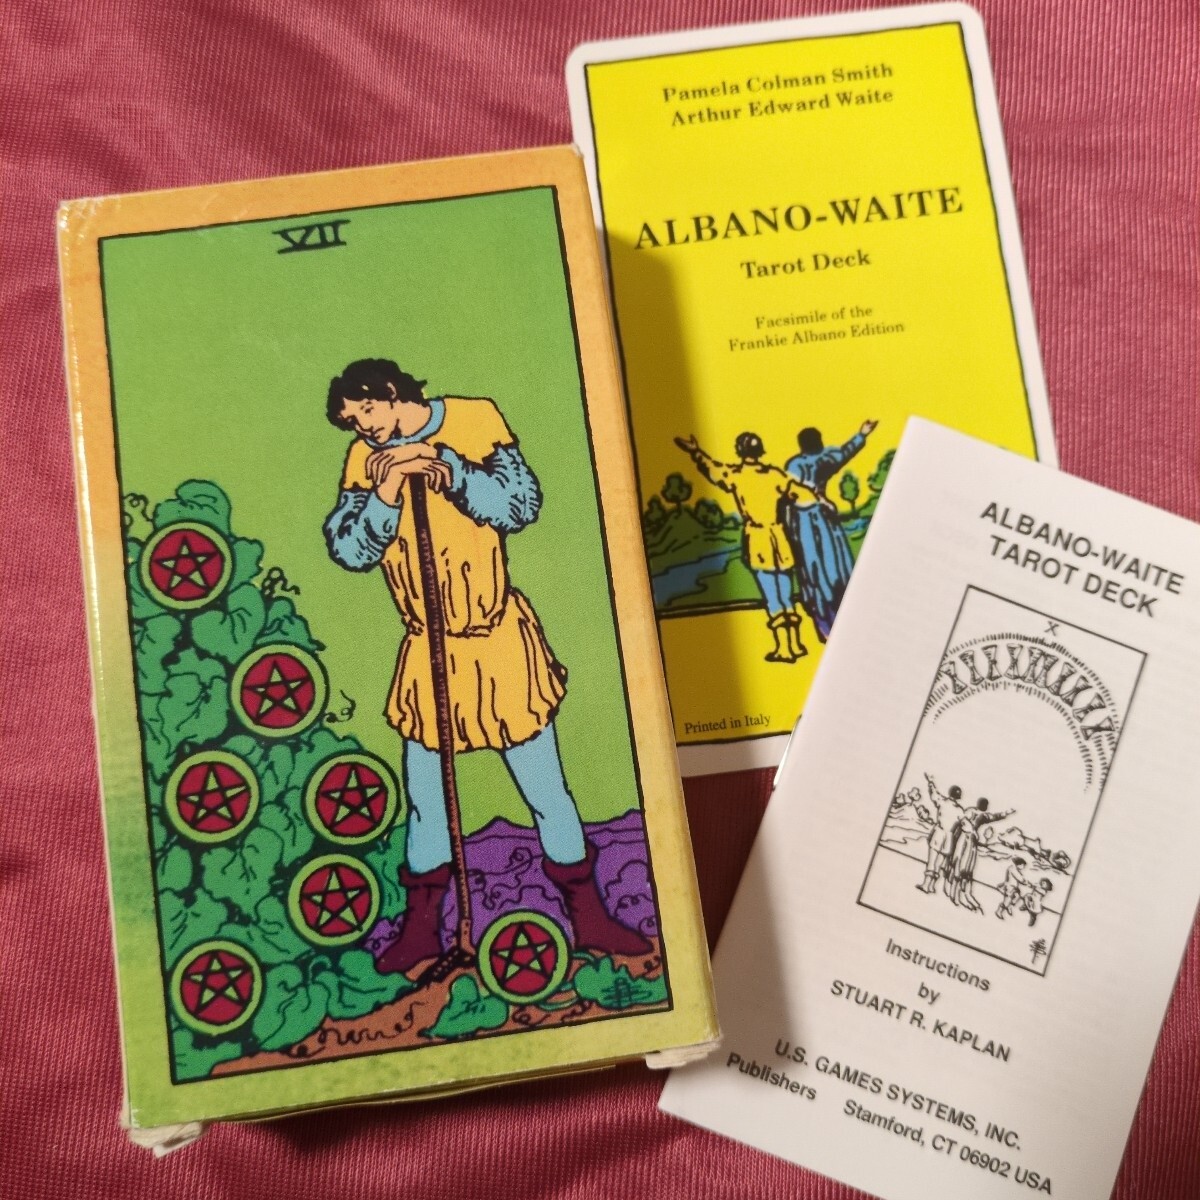 VII
Pamela Colman Smith
Arthur Edward Waite
ALBANO-WAITE
Tarot Deck
Facsimile of the
Frankie Albano Edition
Printed in Italy
ALBANO-WAITE
TAROT DECK
X
Instructions
by
STUART R. KAPLAN
U.S. GAMES SYSTEMS, INC.
Publishers Stamford, CT 06902 USA